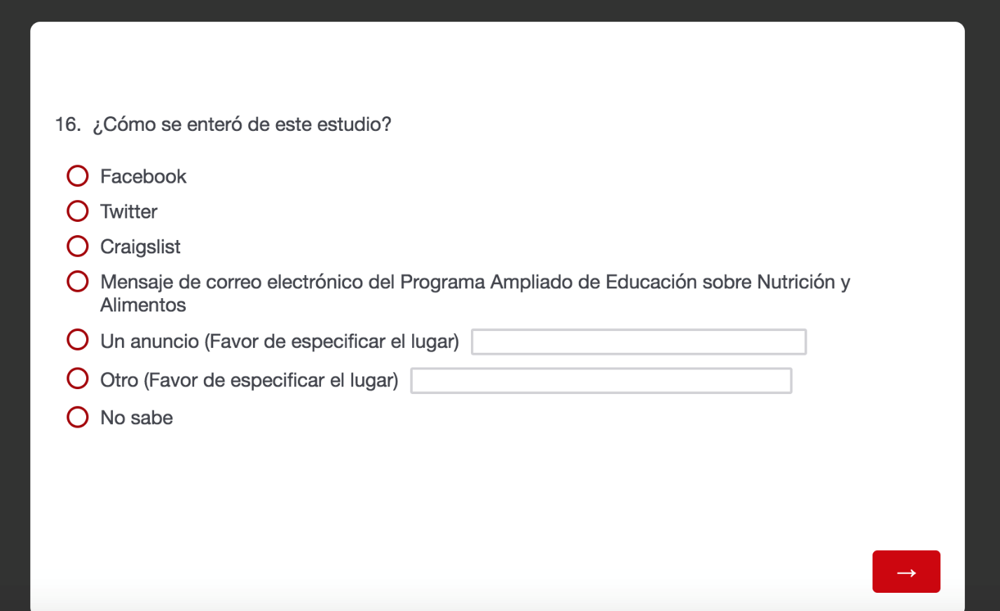 16. ¿Cómo se enteró de este estudio?
Facebook
Twitter
Craigslist
Mensaje de correo electrónico del Programa Ampliado de Educación sobre Nutrición y
Alimentos
Un anuncio (Favor de especificar el lugar)
Otro (Favor de especificar el lugar)
No sabe
→